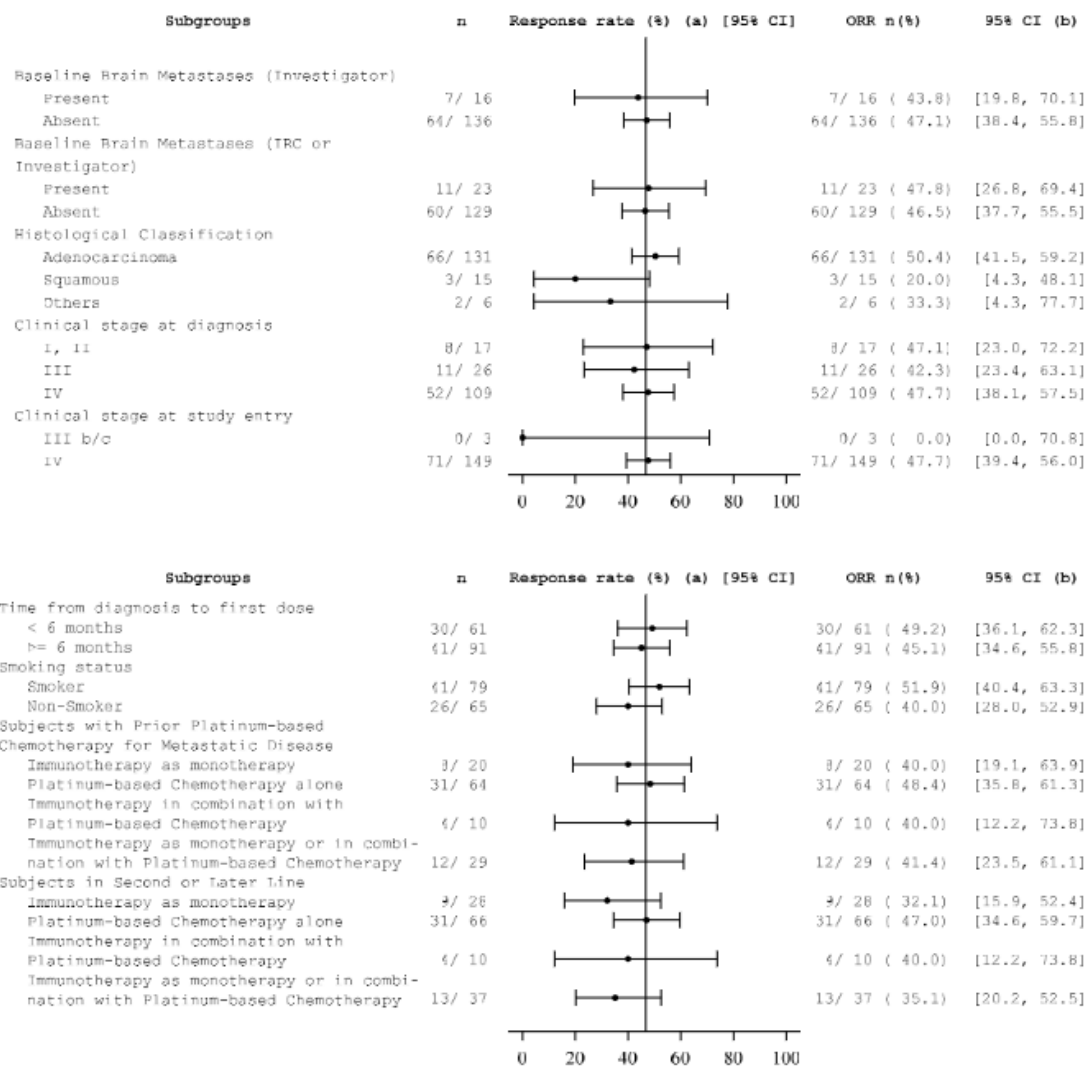 Subgroups n Response rate (%) (a) [95% CI] ORR n(%) 95% CI (b)
Baseline Brain Metastases (Investigator)
Present 7/ 16 7/ 16 ( 43.8) [19.8, 70.1]
Absent 64/ 136 64/ 136 ( 47.1) [38.4, 55.8]
Baseline Brain Metastases (IRC or
Investigator)
Present 11/ 23 11/ 23 ( 47.8) [26.8, 69.4]
Absent 60/ 129 60/ 129 ( 46.5) [37.7, 55.5]
Histological Classification
Adenocarcinoma 66/ 131 66/ 131 ( 50.4) [41.5, 59.2]
Squamous 3/ 15 3/ 15 ( 20.0) [4.3, 48.1]
Others 2/ 6 2/ 6 ( 33.3) [4.3, 77.7]
Clinical stage at diagnosis
I, II 8/ 17 8/ 17 ( 47.1) [23.0, 72.2]
III 11/ 26 11/ 26 ( 42.3) [23.4, 63.1]
IV 52/ 109 52/ 109 ( 47.7) [38.1, 57.5]
Clinical stage at study entry
III b/c 0/ 3 0/ 3 ( 0.0) [0.0, 70.8]
IV 71/ 149 71/ 149 ( 47.7) [39.4, 56.0]
0 20 40 60 80 100
Subgroups n Response rate (%) (a) [95% CI] ORR n(%) 95% CI (b)
Time from diagnosis to first dose
< 6 months 30/ 61 30/ 61 ( 49.2) [36.1, 62.3]
>= 6 months 41/ 91 41/ 91 ( 45.1) [34.6, 55.8]
Smoking status
Smoker 41/ 79 41/ 79 ( 51.9) [40.4, 63.3]
Non-Smoker 26/ 65 26/ 65 ( 40.0) [28.0, 52.9]
Subjects with Prior Platinum-based
Chemotherapy for Metastatic Disease
Immunotherapy as monotherapy 8/ 20 8/ 20 ( 40.0) [19.1, 63.9]
Platinum-based Chemotherapy alone 31/ 64 31/ 64 ( 48.4) [35.8, 61.3]
Immunotherapy in combination with
Platinum-based Chemotherapy 4/ 10 4/ 10 ( 40.0) [12.2, 73.8]
Immunotherapy as monotherapy or in combi-
nation with Platinum-based Chemotherapy 12/ 29 12/ 29 ( 41.4) [23.5, 61.1]
Subjects in Second or Later Line
Immunotherapy as monotherapy 9/ 28 9/ 28 ( 32.1) [15.9, 52.4]
Platinum-based Chemotherapy alone 31/ 66 31/ 66 ( 47.0) [34.6, 59.7]
Immunotherapy in combination with
Platinum-based Chemotherapy 4/ 10 4/ 10 ( 40.0) [12.2, 73.8]
Immunotherapy as monotherapy or in combi-
nation with Platinum-based Chemotherapy 13/ 37 13/ 37 ( 35.1) [20.2, 52.5]
0 20 40 60 80 100